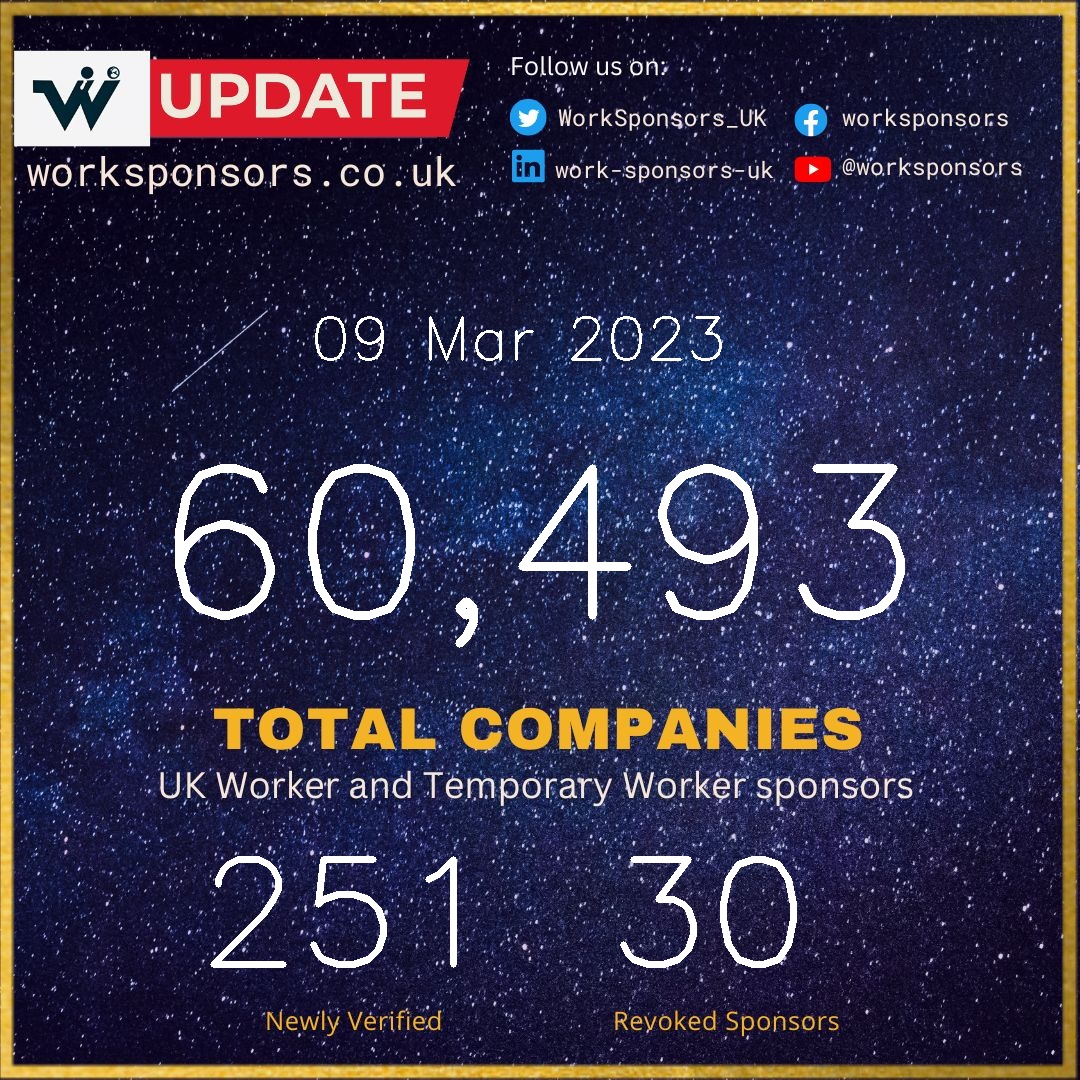 UPDATE
worksponsors.co.uk
Follow us on:
WorkSponsors_UK
worksponsors
work-sponsors-uk
@worksponsors
09 Mar 2023
60,493
TOTAL COMPANIES
UK Worker and Temporary Worker sponsors
251 30
Newly Verified Revoked Sponsors